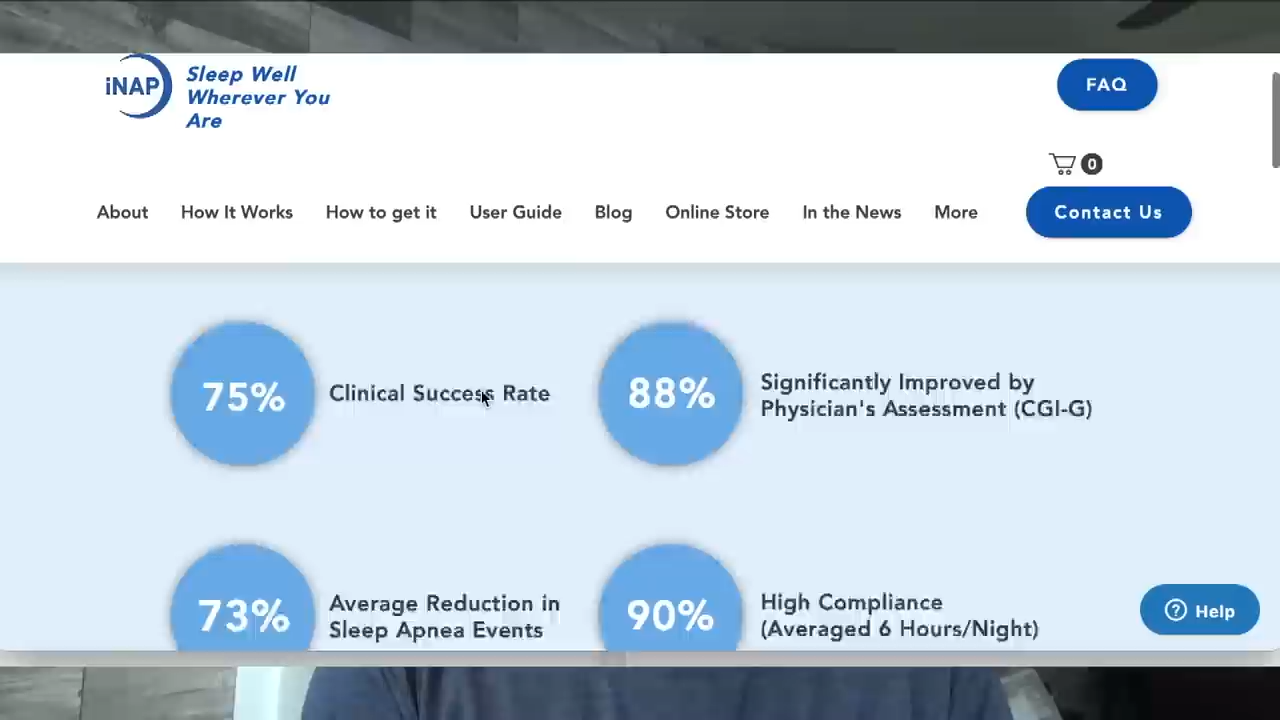 iNAP
Sleep Well
Wherever You
Are
FAQ
0
About How It Works How to get it User Guide Blog Online Store In the News More Contact Us
75%
Clinical Success Rate
88%
Significantly Improved by
Physician's Assessment (CGI-G)
73%
Average Reduction in
Sleep Apnea Events
90%
High Compliance
(Averaged 6 Hours/Night)
? Help